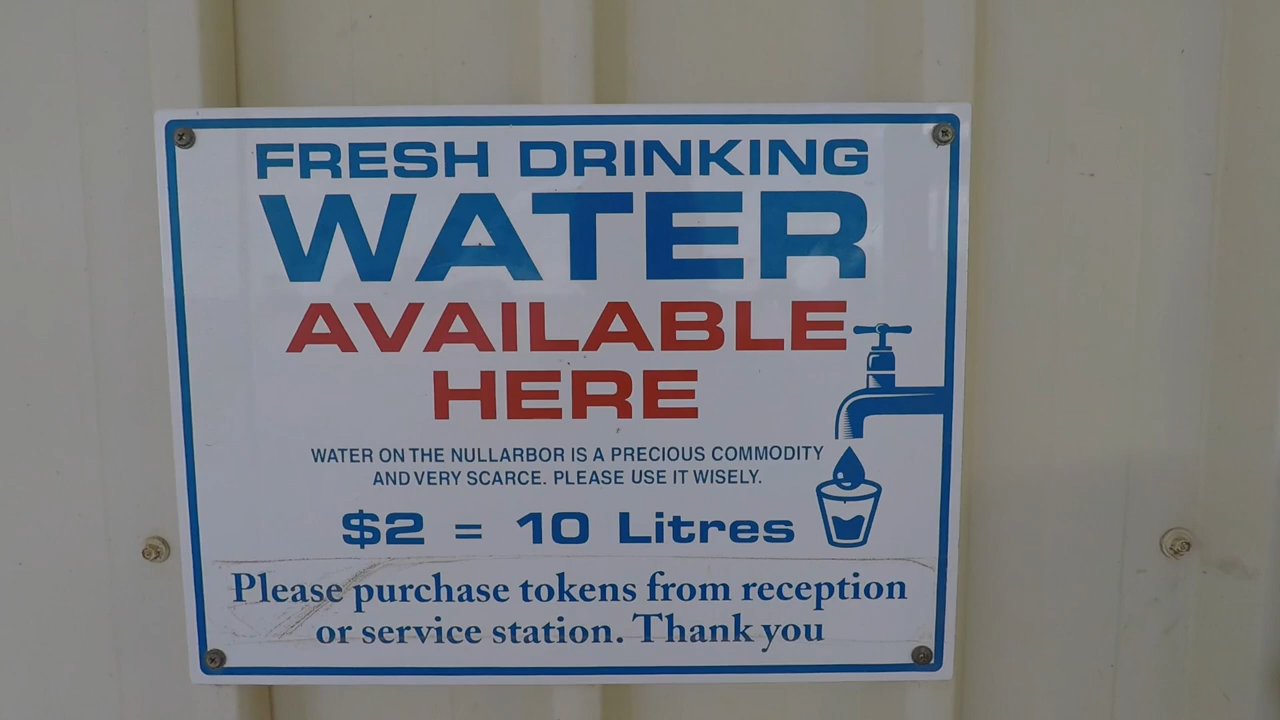 FRESH DRINKING
WATER
AVAILABLE
HERE
WATER ON THE NULLARBOR IS A PRECIOUS COMMODITY
AND VERY SCARCE. PLEASE USE IT WISELY.
$2 = 10 Litres
Please purchase tokens from reception
or service station. Thank you